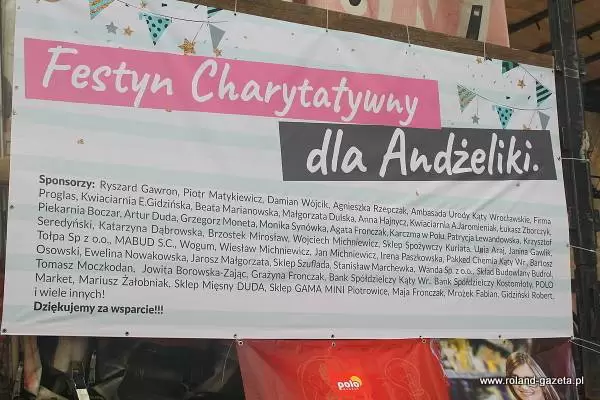 Festyn Charytatywny
dla Andżeliki.
Sponsorzy: Ryszard Gawron, Piotr Matykiewicz, Damian Wójcik, Agnieszka Rzepczak, Ambasada Urody Kąty Wrocławskie, Firma
Proglas, Kwiaciarnia E.Gidzińska, Beata Marianowska, Małgorzata Dulska, Anna Hajnycz, Kwiaciarnia A.Jaromieniak, Łukasz Zborczyk,
Piekarnia Boczar, Artur Duda, Grzegorz Moneta, Monika Synówka, Agata Fronczak, Karczma w Polu, Patrycja Lewandowska, Krzysztof
Seredyński, Katarzyna Dąbrowska, Brzostek Mirosław, Wojciech Michniewicz, Sklep Spożywczy Kurlata, Usia Araj, Janina Gawlik,
Tołpa Sp z o.o., MABUD S.C., Wogum, Wiesław Michniewicz, Jan Michniewicz, Irena Paszkowska, Pakked Chemia Kąty Wr., Bartosz
Osowski, Ewelina Nowakowska, Jarosz Małgorzata, Sklep Szuflada, Stanisław Marchewka, Wanda Sp. z o.o., Skład Budowlany Budrol,
Tomasz Moczkodan, Jowita Borowska-Zając, Grażyna Fronczak, Bank Spółdzielczy Kąty Wr., Bank Spółdzielczy Kostomłoty, POLO
Market, Mariusz Żałobniak, Sklep Mięsny DUDA, Sklep GAMA MINI Piotrowice, Maja Fronczak, Mrożek Fabian, Gidziński Robert,
i wiele innych!
Dziękujemy za wsparcie!!!
polo
www.roland-gazeta.pl